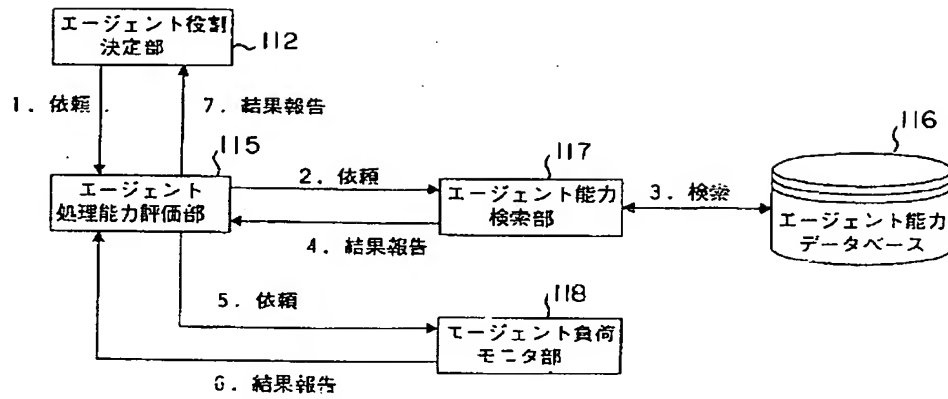 エージェント役割
決定部
112
1. 依頼
7. 結果報告
115
エージェント
処理能力評価部
2. 依頼
4. 結果報告
117
エージェント能力
検索部
3. 検索
116
エージェント能力
データベース
5. 依頼
118
エージェント負荷
モニタ部
6. 結果報告